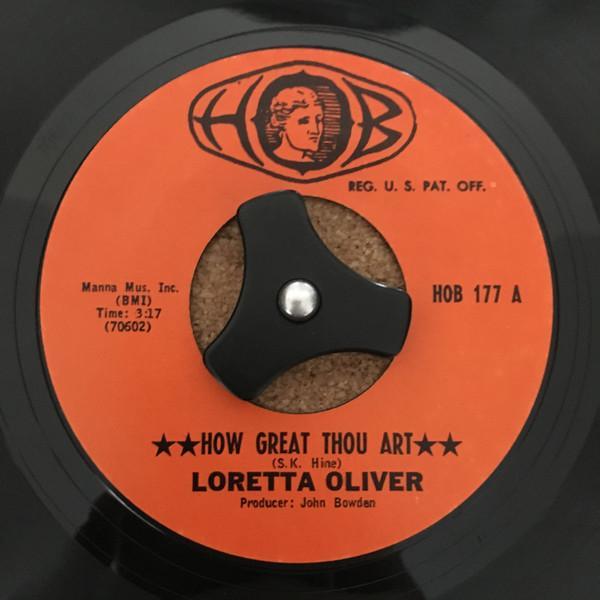 HOB
REG. U. S. PAT. OFF.
Manna Mus. Inc.
(BMI)
Time: 3:17
(70602)
HOB 177 A
★★HOW GREAT THOU ART★★
(S.K. Hine)
LORETTA OLIVER
Producer: John Bowden